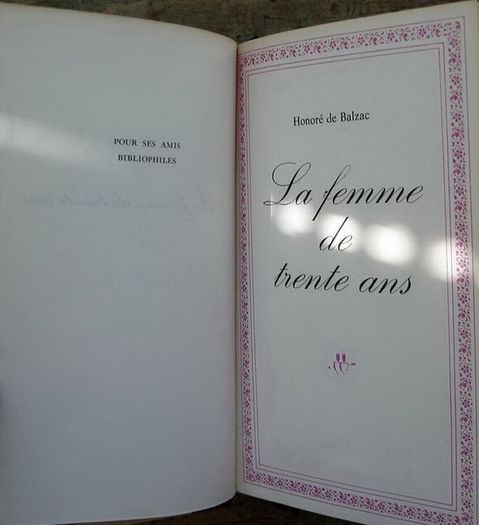 POUR SES AMIS
BIBLIOPHILES
Honoré de Balzac
La femme
de
trente ans